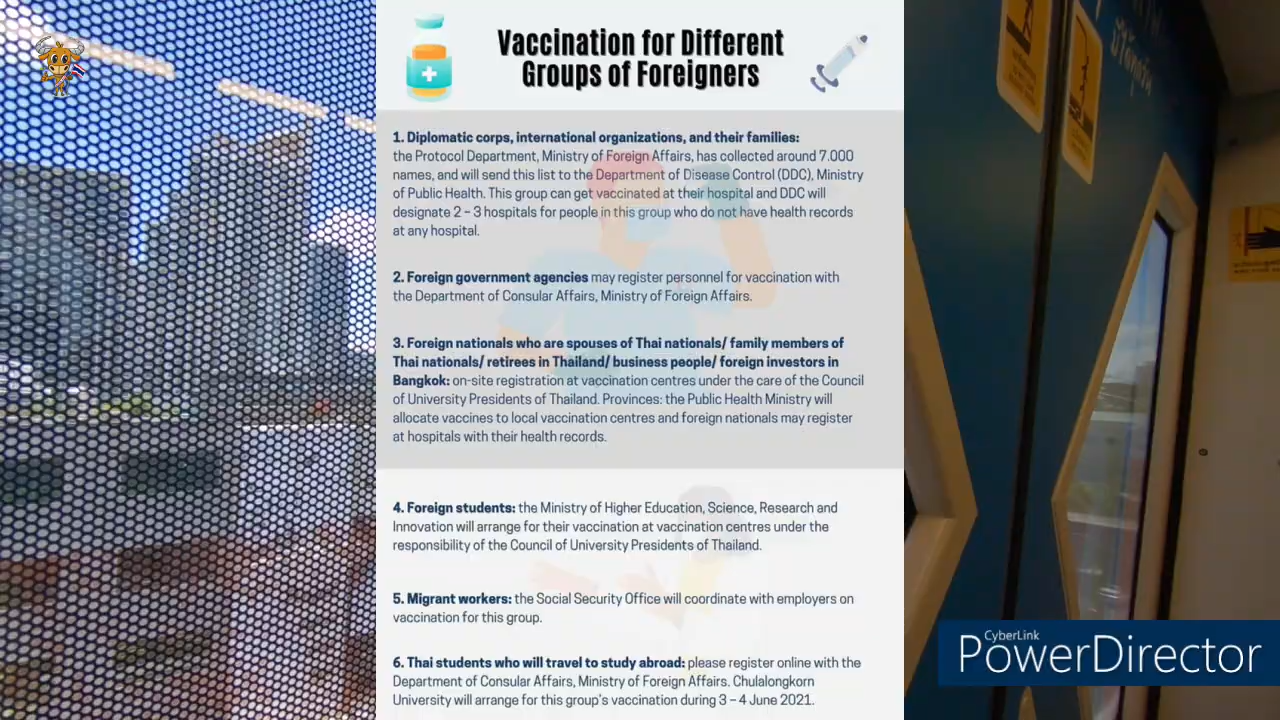 Vaccination for Different
Groups of Foreigners
1. Diplomatic corps, international organizations, and their families:
the Protocol Department, Ministry of Foreign Affairs, has collected around 7.000
names, and will send this list to the Department of Disease Control (DDC), Ministry
of Public Health. This group can get vaccinated at their hospital and DDC will
designate 2 – 3 hospitals for people in this group who do not have health records
at any hospital.
2. Foreign government agencies may register personnel for vaccination with
the Department of Consular Affairs, Ministry of Foreign Affairs.
3. Foreign nationals who are spouses of Thai nationals/ family members of
Thai nationals/ retirees in Thailand/ business people/ foreign investors in
Bangkok: on-site registration at vaccination centres under the care of the Council
of University Presidents of Thailand. Provinces: the Public Health Ministry will
allocate vaccines to local vaccination centres and foreign nationals may register
at hospitals with their health records.
4. Foreign students: the Ministry of Higher Education, Science, Research and
Innovation will arrange for their vaccination at vaccination centres under the
responsibility of the Council of University Presidents of Thailand.
5. Migrant workers: the Social Security Office will coordinate with employers on
vaccination for this group.
6. Thai students who will travel to study abroad: please register online with the
Department of Consular Affairs, Ministry of Foreign Affairs. Chulalongkorn
University will arrange for this group's vaccination during 3 – 4 June 2021.
CyberLink
PowerDirector